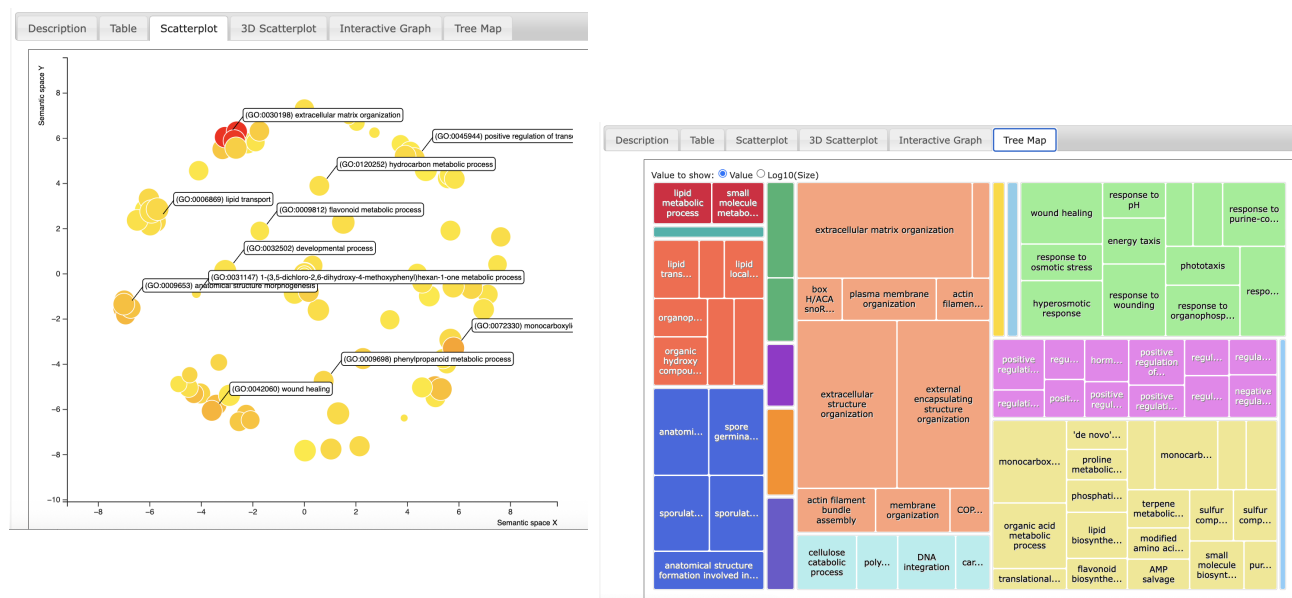 Description Table Scatterplot 3D Scatterplot Interactive Graph Tree Map
Semantic space Y
8
6
4
2
0
−2
−4
−6
−8
−10
−8 −6 −4 −2 0 2 4 6 8
Semantic space X
(GO:0030198) extracellular matrix organization
(GO:0045944) positive regulation of trans
(GO:0120252) hydrocarbon metabolic process
(GO:0006869) lipid transport
(GO:0009812) flavonoid metabolic process
(GO:0032502) developmental process
(GO:0031147) 1-(3,5-dichloro-2,6-dihydroxy-4-methoxyphenyl)hexan-1-one metabolic process
(GO:0009653) anatomical structure morphogenesis
(GO:0072330) monocarboxyli
(GO:0009698) phenylpropanoid metabolic process
(GO:0042060) wound healing
Description Table Scatterplot 3D Scatterplot Interactive Graph Tree Map
Value to show: Value Log10(Size)
lipid
metabolic
process
small
molecule
metabo...
lipid
trans...
lipid
local...
organop...
organic
hydroxy
compou...
anatomi...
spore
germina...
sporulat...
sporulat...
anatomical structure
formation involved in...
extracellular matrix organization
box
H/ACA
snoR...
plasma membrane
organization
actin
filamen...
extracellular
structure
organization
external
encapsulating
structure
organization
actin filament
bundle
assembly
membrane
organization
COP...
cellulose
catabolic
process
poly...
DNA
integration
car...
wound healing
response to
pH
response to
purine-co...
energy taxis
response to
osmotic stress
phototaxis
hyperosmotic
response
response to
wounding
response to
organophosp...
respo...
positive
regulati...
regu...
horm...
positive
regulation
of...
regul...
regula...
regulati...
posit...
positive
regul...
positive
regulati...
regul...
negative
regula...
monocarbox...
'de novo'...
monocarb...
proline
metabolic...
phosphati...
organic acid
metabolic
process
lipid
biosynthe...
terpene
metabolic...
sulfur
comp...
sulfur
comp...
modified
amino aci...
translational...
flavonoid
biosynthe...
AMP
salvage
small
molecule
biosynt...
pur...